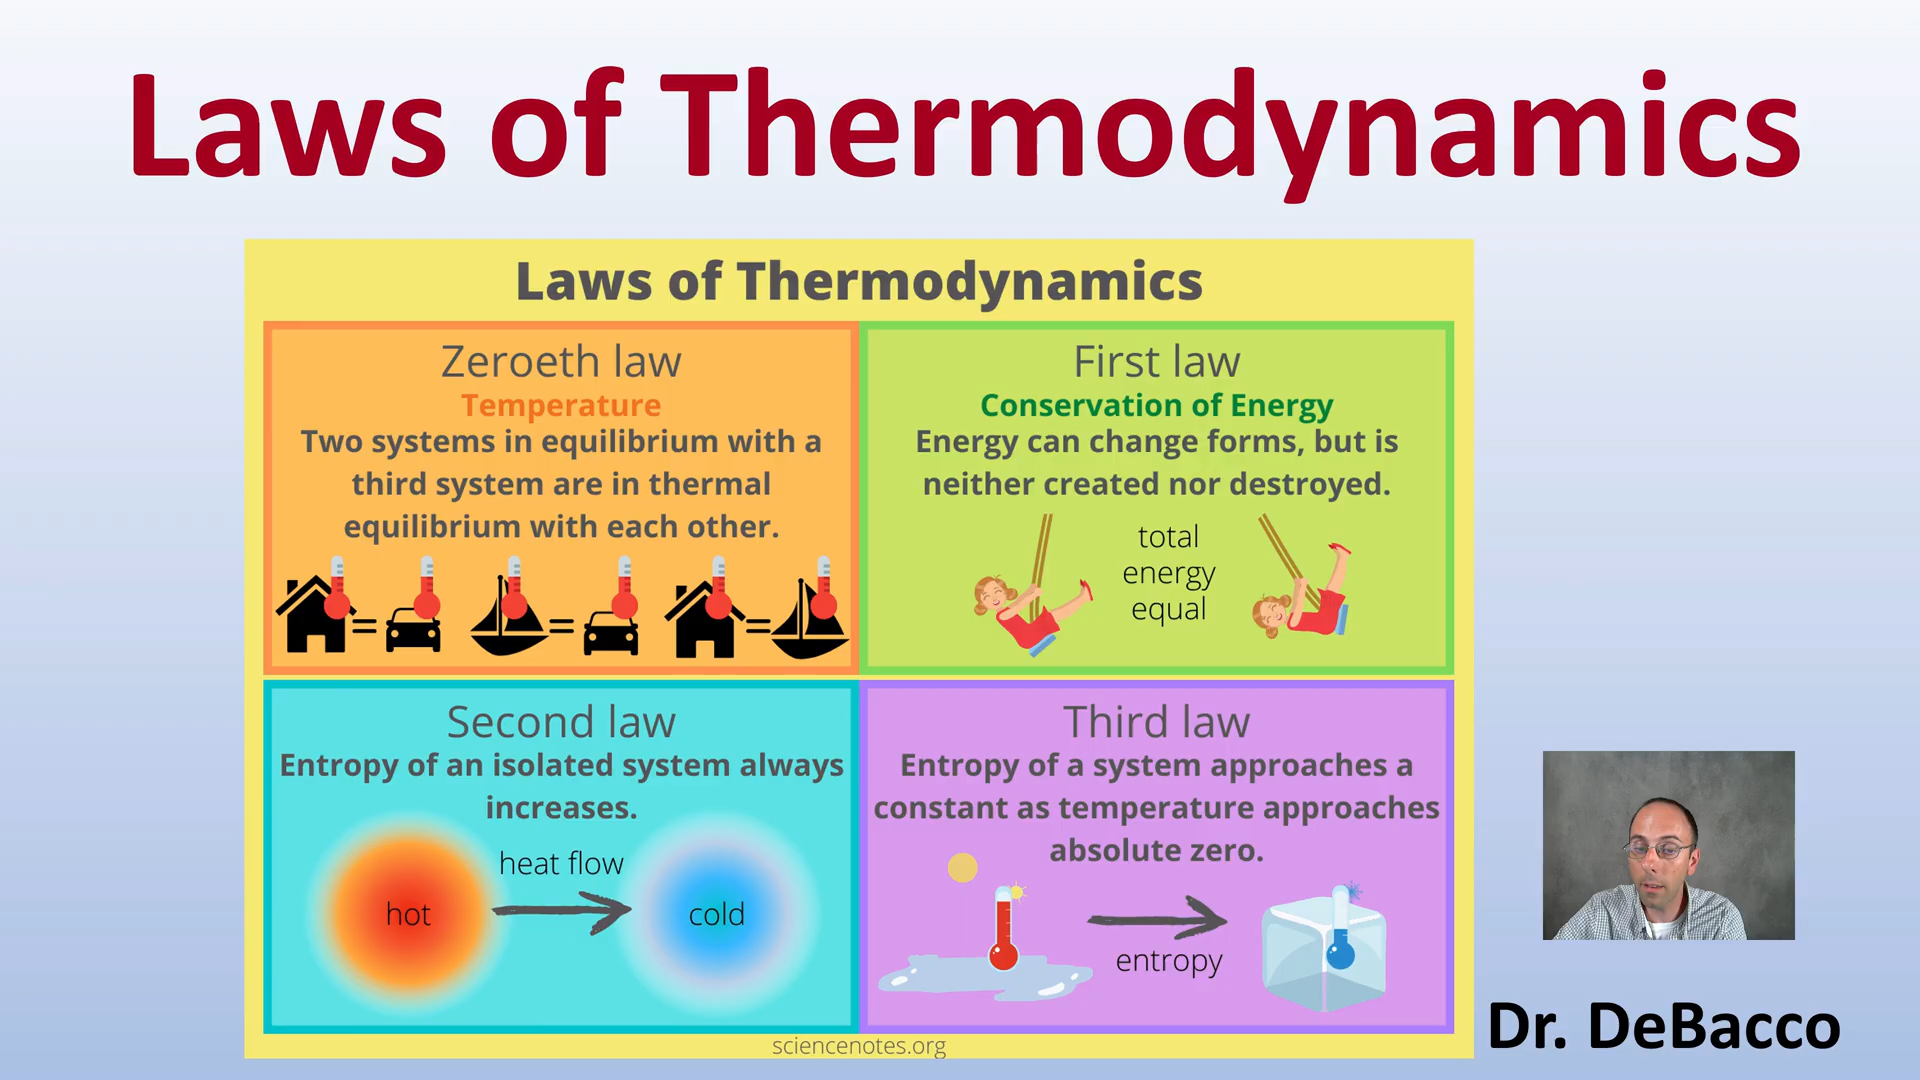 Laws of Thermodynamics
Laws of Thermodynamics
Zeroeth law
Temperature
Two systems in equilibrium with a
third system are in thermal
equilibrium with each other.
= = =
First law
Conservation of Energy
Energy can change forms, but is
neither created nor destroyed.
total
energy
equal
Second law
Entropy of an isolated system always
increases.
heat flow
hot
cold
Third law
Entropy of a system approaches a
constant as temperature approaches
absolute zero.
entropy
sciencenotes.org
Dr. DeBacco